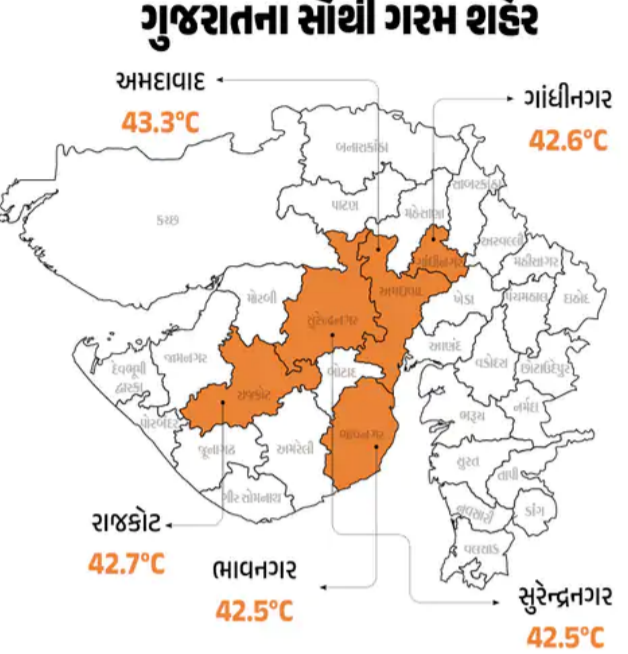 ગુજરાતના સૌથી ગરમ શહેર
અમદાવાદ
43.3°C
ગાંધીનગર
42.6°C
બનાસકાંઠા
સાબરકાંઠા
પાટણ
મહેસાણા
કચ્છ
અરવલ્લી
ગાંધીનગર
મહીસાગર
અમદાવાદ
ખેડા
પંચમહાલ
દાહોદ
મોરબી
સુરેન્દ્રનગર
આણંદ
જામનગર
દેવભૂમી
દ્વારકા
બોટાદ
વડોદરા
છોટાઉદેપુર
રાજકોટ
નર્મદા
ભરૂચ
પોરબંદર
ભાવનગર
જૂનાગઢ
અમરેલી
સુરત
તાપી
ગીર સોમનાથ
નવસારી
ડાંગ
વલસાડ
રાજકોટ
42.7°C
ભાવનગર
42.5°C
સુરેન્દ્રનગર
42.5°C